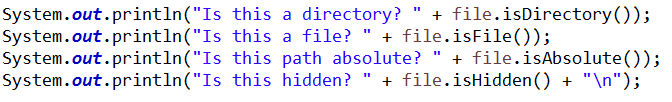 System.out.println("Is this a directory? " + file.isDirectory());
System.out.println("Is this a file? " + file.isFile());
System.out.println("Is this path absolute? " + file.isAbsolute());
System.out.println("Is this hidden? " + file.isHidden() + "\n");